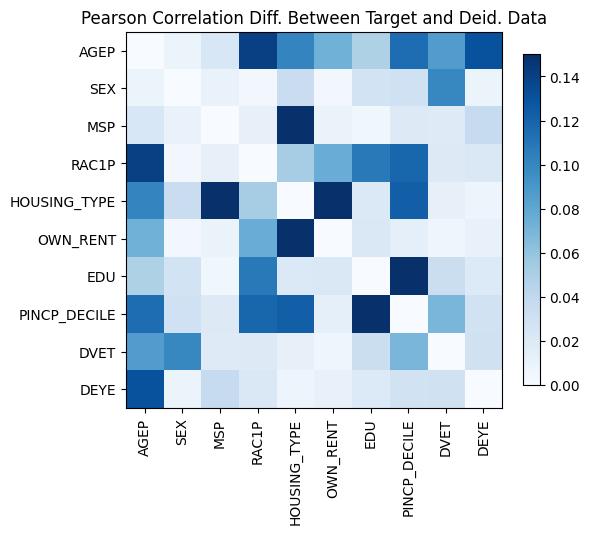 Pearson Correlation Diff. Between Target and Deid. Data
AGEP
SEX
MSP
RAC1P
HOUSING_TYPE
OWN_RENT
EDU
PINCP_DECILE
DVET
DEYE
AGEP
SEX
MSP
RAC1P
HOUSING_TYPE
OWN_RENT
EDU
PINCP_DECILE
DVET
DEYE
0.14
0.12
0.10
0.08
0.06
0.04
0.02
0.00